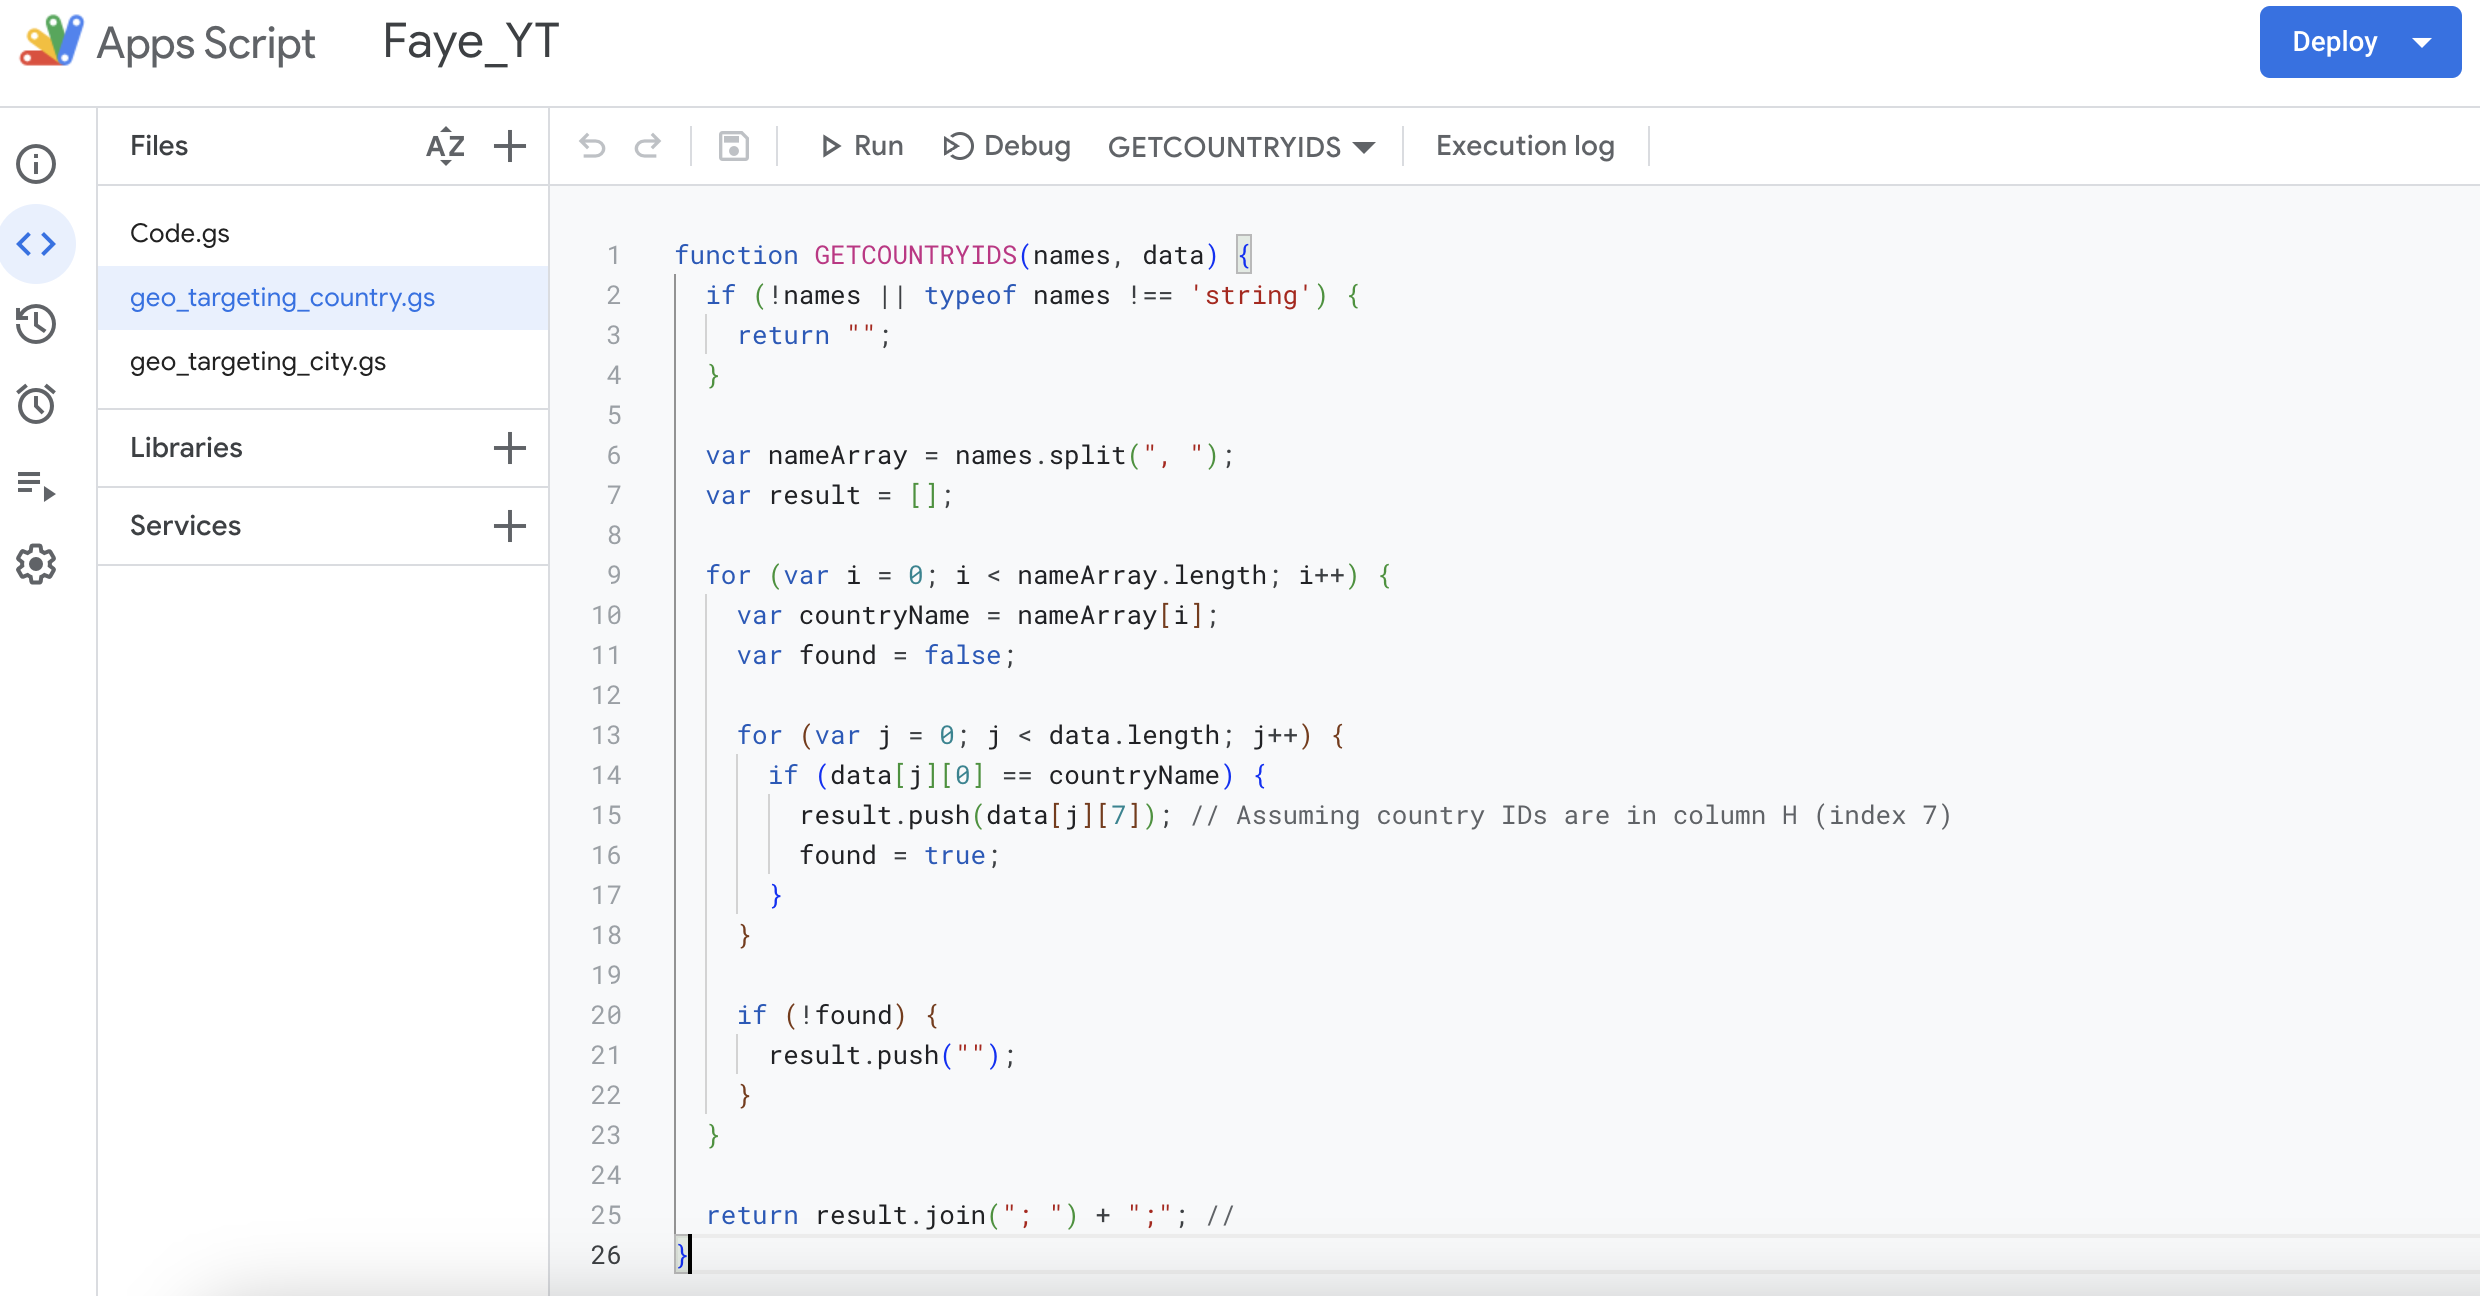 Apps Script Faye_YT Deploy
Files AZ Run Debug GETCOUNTRYIDS Execution log
Code.gs
geo_targeting_country.gs
geo_targeting_city.gs
Libraries
Services
1 function GETCOUNTRYIDS(names, data) {
2 if (!names || typeof names !== 'string') {
3 return "";
4 }
5
6 var nameArray = names.split(", ");
7 var result = [];
8
9 for (var i = 0; i < nameArray.length; i++) {
10 var countryName = nameArray[i];
11 var found = false;
12
13 for (var j = 0; j < data.length; j++) {
14 if (data[j][0] == countryName) {
15 result.push(data[j][7]); // Assuming country IDs are in column H (index 7)
16 found = true;
17 }
18 }
19
20 if (!found) {
21 result.push("");
22 }
23 }
24
25 return result.join("; ") + ";"; //
26 }